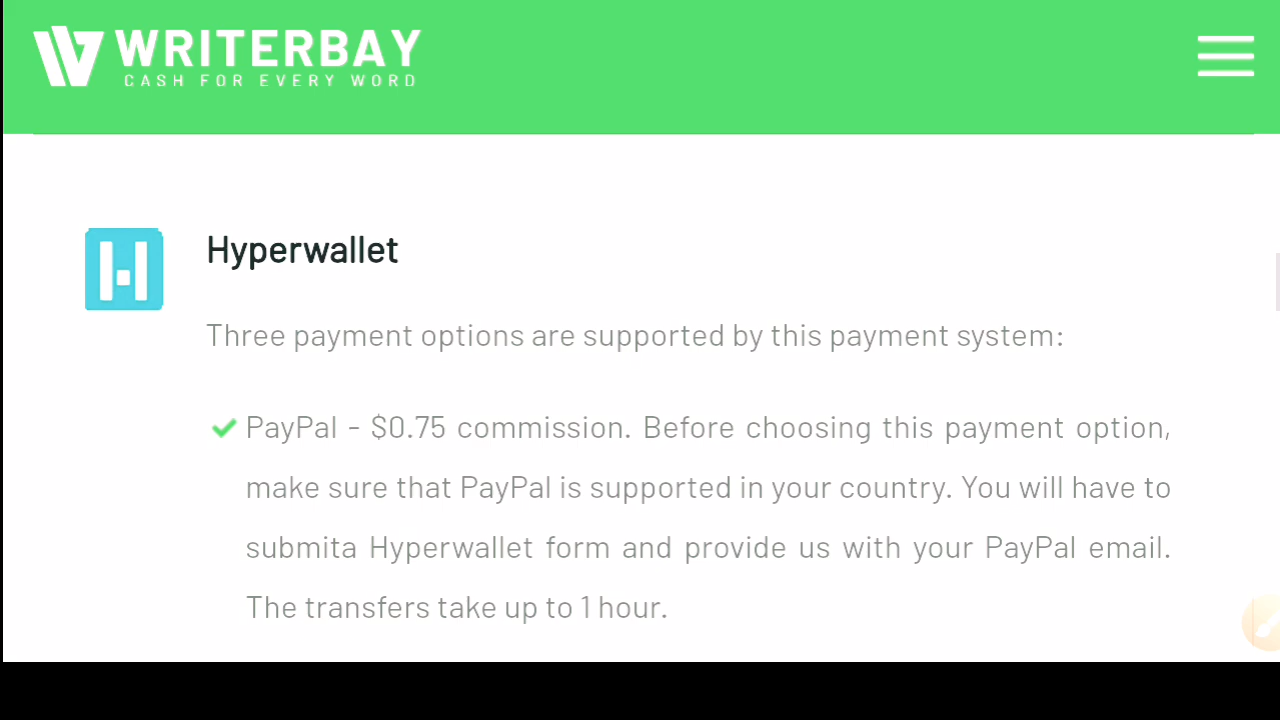 WRITERBAY
CASH FOR EVERY WORD
Hyperwallet
Three payment options are supported by this payment system:
PayPal - $0.75 commission. Before choosing this payment option,
make sure that PayPal is supported in your country. You will have to
submita Hyperwallet form and provide us with your PayPal email.
The transfers take up to 1 hour.